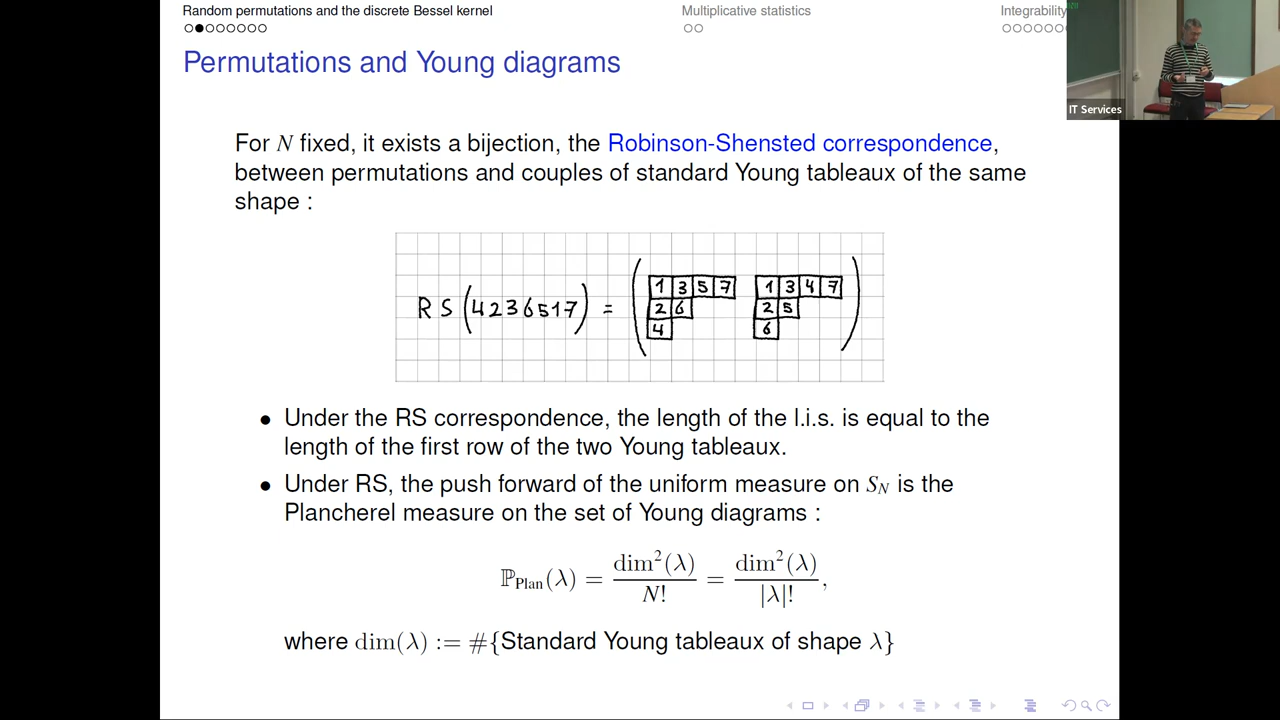 Random permutations and the discrete Bessel kernel Multiplicative statistics Integrability
Permutations and Young diagrams
IT Services
For N fixed, it exists a bijection, the Robinson-Shensted correspondence,
between permutations and couples of standard Young tableaux of the same
shape :
RS(4236517) = (
1 3 5 7 1 3 4 7
2 6 2 5
4 6
)
• Under the RS correspondence, the length of the l.i.s. is equal to the
length of the first row of the two Young tableaux.
• Under RS, the push forward of the uniform measure on S_N is the
Plancherel measure on the set of Young diagrams :
ℙ_Plan(λ) = dim²(λ) / N! = dim²(λ) / |λ|! ,
where dim(λ) := #{Standard Young tableaux of shape λ}